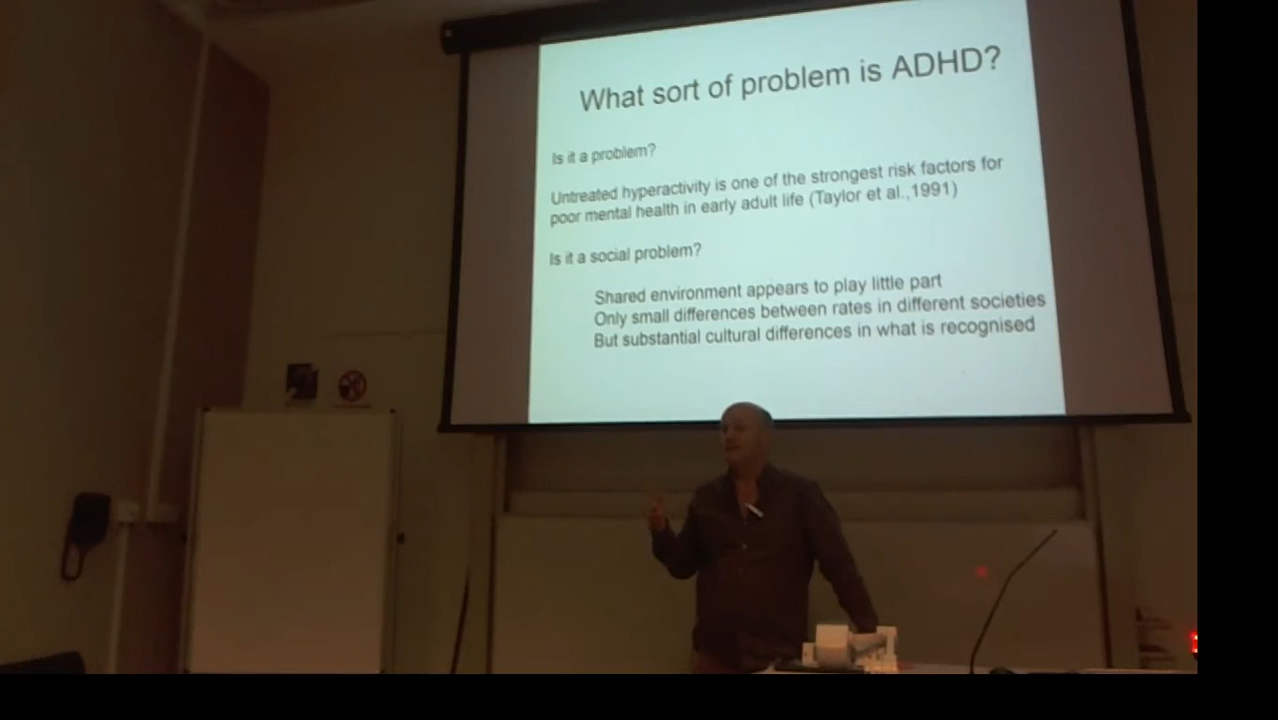 What sort of problem is ADHD?
Is it a problem?
Untreated hyperactivity is one of the strongest risk factors for
poor mental health in early adult life (Taylor et al.,1991)
Is it a social problem?
Shared environment appears to play little part
Only small differences between rates in different societies
But substantial cultural differences in what is recognised